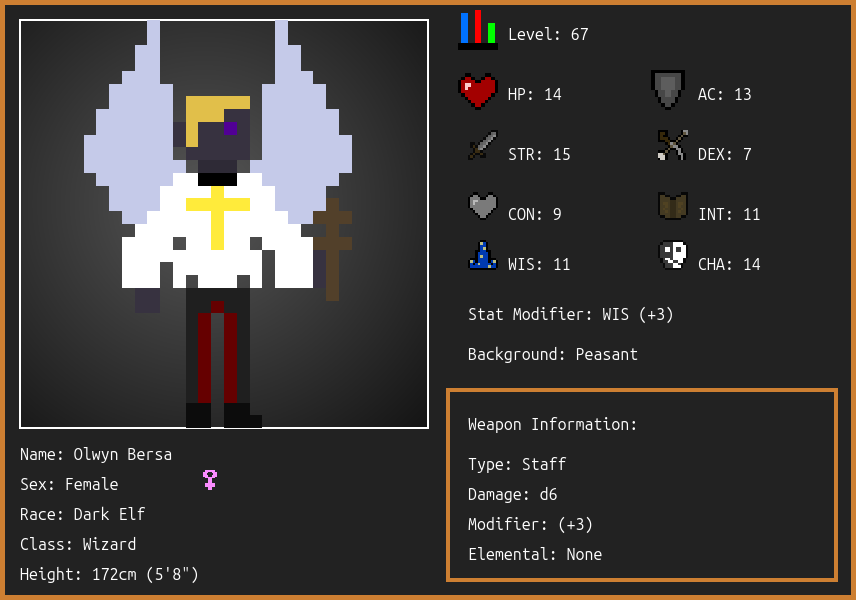 Level: 67
HP: 14
AC: 13
STR: 15
DEX: 7
CON: 9
INT: 11
WIS: 11
CHA: 14
Stat Modifier: WIS (+3)
Background: Peasant
Weapon Information:
Type: Staff
Damage: d6
Modifier: (+3)
Elemental: None
Name: Olwyn Bersa
Sex: Female
Race: Dark Elf
Class: Wizard
Height: 172cm (5'8")